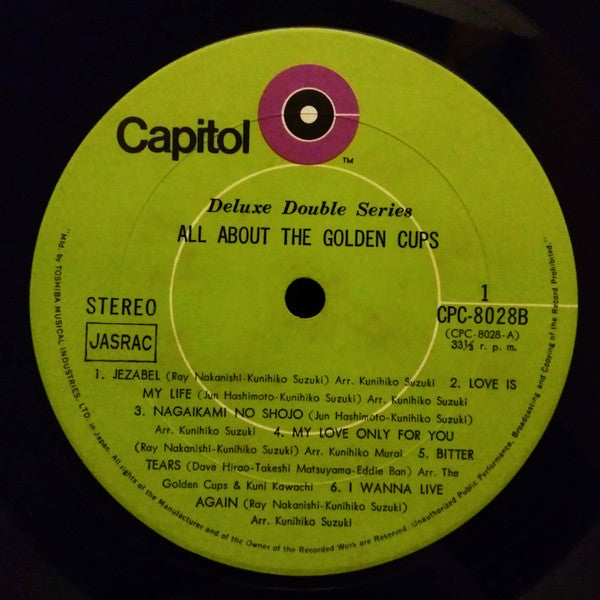 Capitol
TM
Deluxe Double Series
ALL ABOUT THE GOLDEN CUPS
STEREO
JASRAC
1
CPC-8028B
(CPC-8028-A)
33⅓ r. p. m.
1. JEZABEL (Ray Nakanishi-Kunihiko Suzuki) Arr. Kunihiko Suzuki 2. LOVE IS
MY LIFE (Jun Hashimoto-Kunihiko Suzuki) Arr. Kunihiko Suzuki
3. NAGAIKAMI NO SHOJO (Jun Hashimoto-Kunihiko Suzuki)
Arr. Kunihiko Suzuki 4. MY LOVE ONLY FOR YOU
(Ray Nakanishi-Kunihiko Suzuki) Arr. Kunihiko Murai 5. BITTER
TEARS (Dave Hirao-Takeshi Matsuyama-Eddie Ban) Arr. The
Golden Cups & Kuni Kawachi 6. I WANNA LIVE
AGAIN (Ray Nakanishi-Kunihiko Suzuki)
Arr. Kunihiko Suzuki
"Mfd. by TOSHIBA MUSICAL INDUSTRIES, LTD. in Japan. All rights of the Manufacturer and of the Owner of the Recorded Work are Reserved. Unauthorized Public Performance, Broadcasting and Copying of the Record Prohibited."